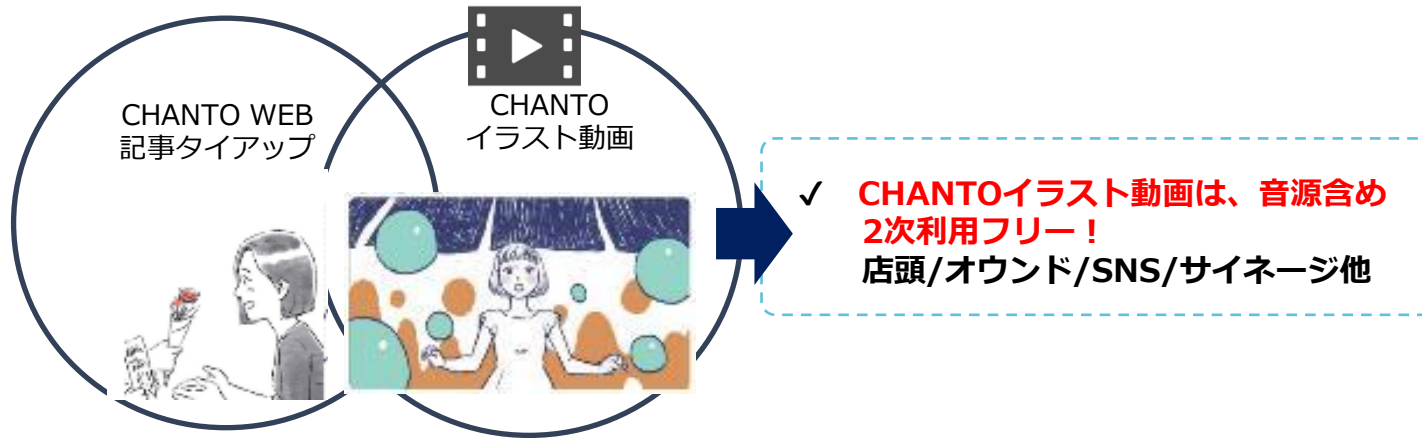 CHANTO WEB
記事タイアップ
CHANTO
イラスト動画
✓ CHANTOイラスト動画は、音源含め
2次利用フリー！
店頭/オウンド/SNS/サイネージ他